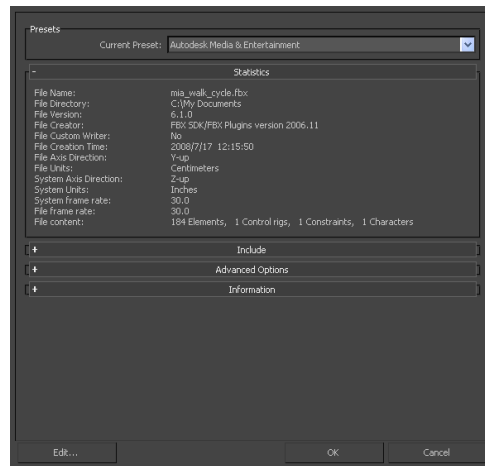 Presets
Current Preset: Autodesk Media & Entertainment
- Statistics
File Name: mia_walk_cycle.fbx
File Directory: C:\My Documents
File Version: 6.1.0
File Creator: FBX SDK/FBX Plugins version 2006.11
File Custom Writer: No
File Creation Time: 2008/7/17 12:15:50
File Axis Direction: Y-up
File Units: Centimeters
System Axis Direction: Z-up
System Units: Inches
System frame rate: 30.0
File frame rate: 30.0
File content: 184 Elements, 1 Control rigs, 1 Constraints, 1 Characters
+ Include
+ Advanced Options
+ Information
Edit... OK Cancel